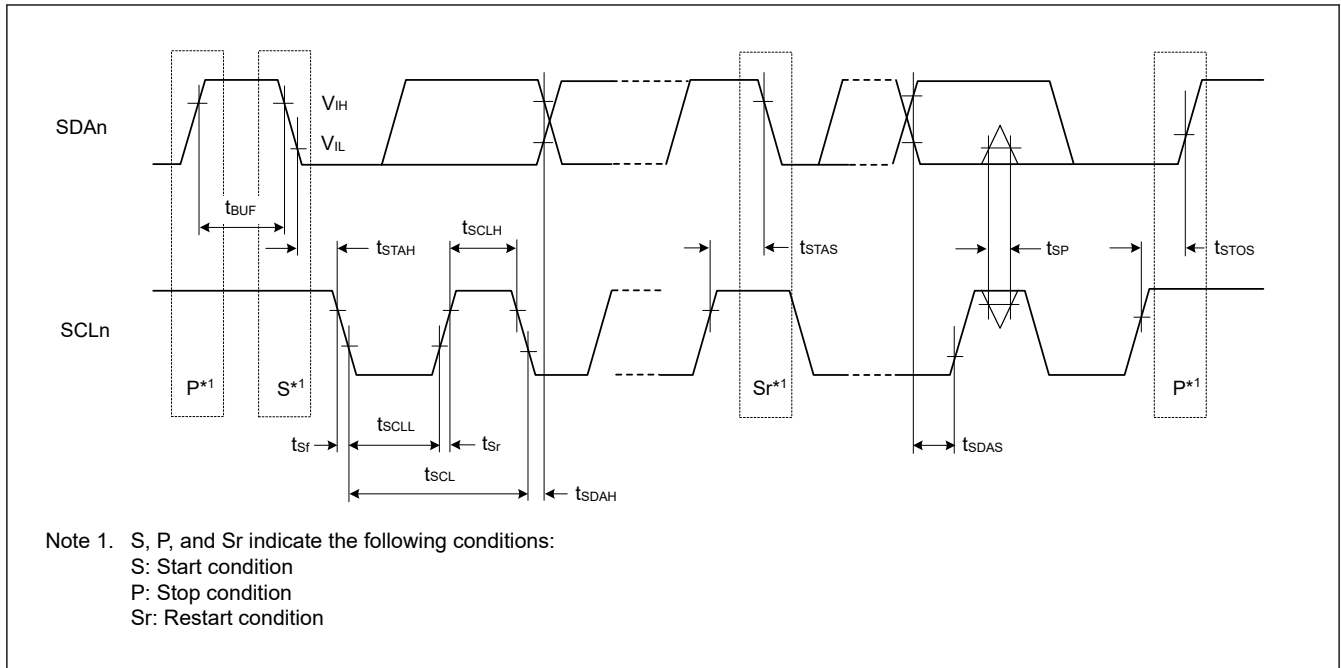 SDAn
VIH
VIL
tBUF
tSTAH
tSCLH
tSTAS
tSP
tSTOS
SCLn
P*1
S*1
Sr*1
P*1
tSf
tSCLL
tSr
tSDAS
tSCL
tSDAH
Note 1. S, P, and Sr indicate the following conditions:
S: Start condition
P: Stop condition
Sr: Restart condition